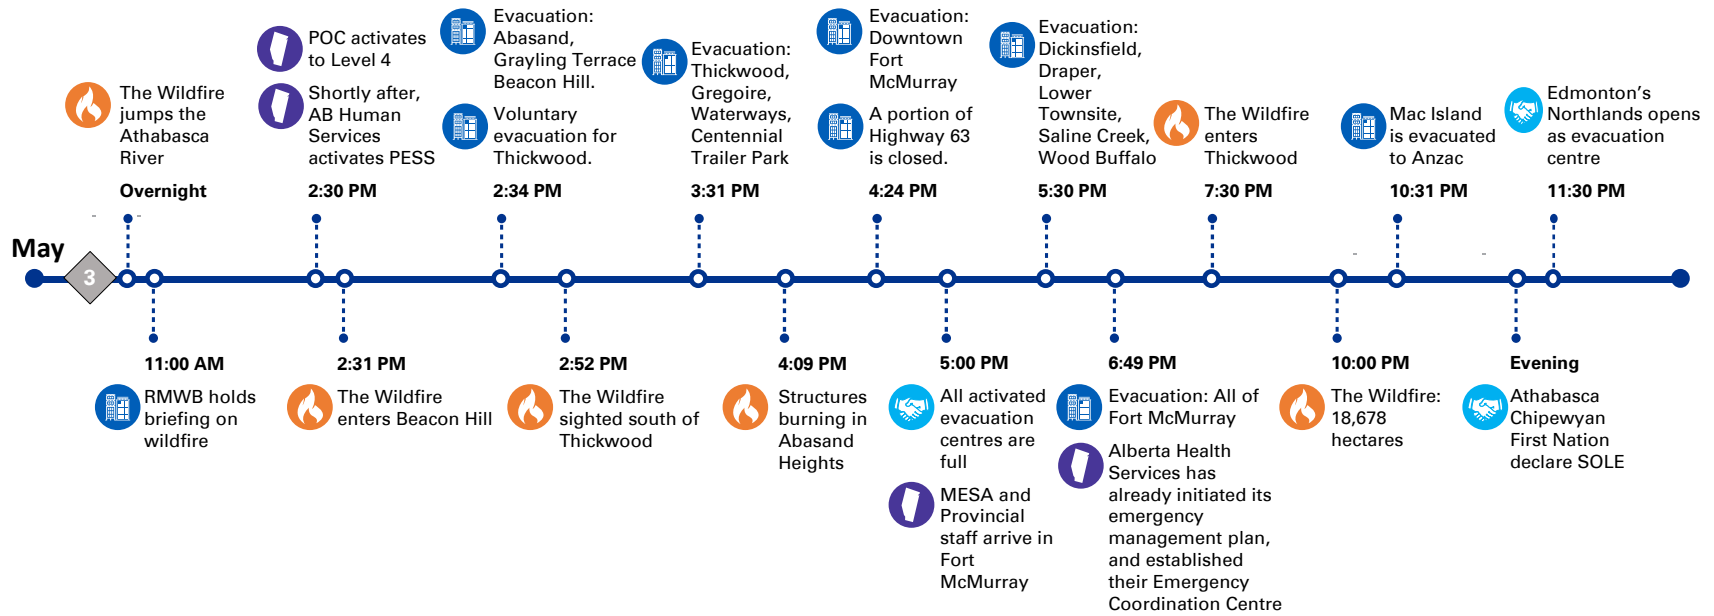 May
3
The Wildfire
jumps the
Athabasca
River
Overnight
POC activates
to Level 4
Shortly after,
AB Human
Services
activates PESS
2:30 PM
Evacuation:
Abasand,
Grayling Terrace
Beacon Hill.
Voluntary
evacuation for
Thickwood.
2:34 PM
Evacuation:
Thickwood,
Gregoire,
Waterways,
Centennial
Trailer Park
3:31 PM
Evacuation:
Downtown
Fort
McMurray
A portion of
Highway 63
is closed.
4:24 PM
Evacuation:
Dickinsfield,
Draper,
Lower
Townsite,
Saline Creek,
Wood Buffalo
5:30 PM
The Wildfire
enters
Thickwood
7:30 PM
Mac Island
is evacuated
to Anzac
10:31 PM
Edmonton’s
Northlands opens
as evacuation
centre
11:30 PM
11:00 AM
RMWB holds
briefing on
wildfire
2:31 PM
The Wildfire
enters Beacon Hill
2:52 PM
The Wildfire
sighted south of
Thickwood
4:09 PM
Structures
burning in
Abasand
Heights
5:00 PM
All activated
evacuation
centres are
full
MESA and
Provincial
staff arrive in
Fort
McMurray
6:49 PM
Evacuation: All of
Fort McMurray
Alberta Health
Services has
already initiated its
emergency
management plan,
and established
their Emergency
Coordination Centre
10:00 PM
The Wildfire:
18,678
hectares
Evening
Athabasca
Chipewyan
First Nation
declare SOLE